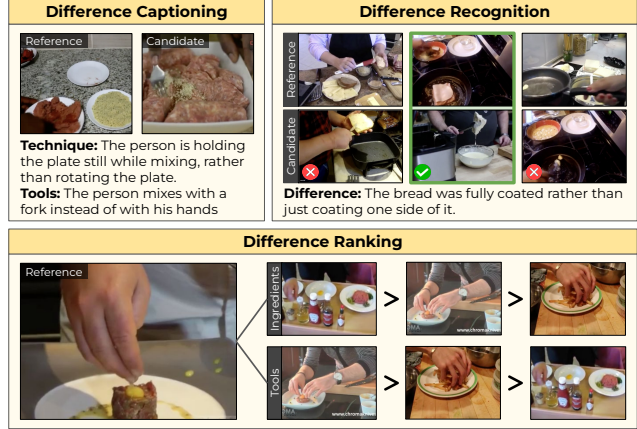 Difference Captioning
Reference
Candidate
Technique: The person is holding
the plate still while mixing, rather
than rotating the plate.
Tools: The person mixes with a
fork instead of with his hands
Difference Recognition
Reference
Candidate
Difference: The bread was fully coated rather than
just coating one side of it.
Difference Ranking
Reference
Ingredients
>
>
Tools
>
>